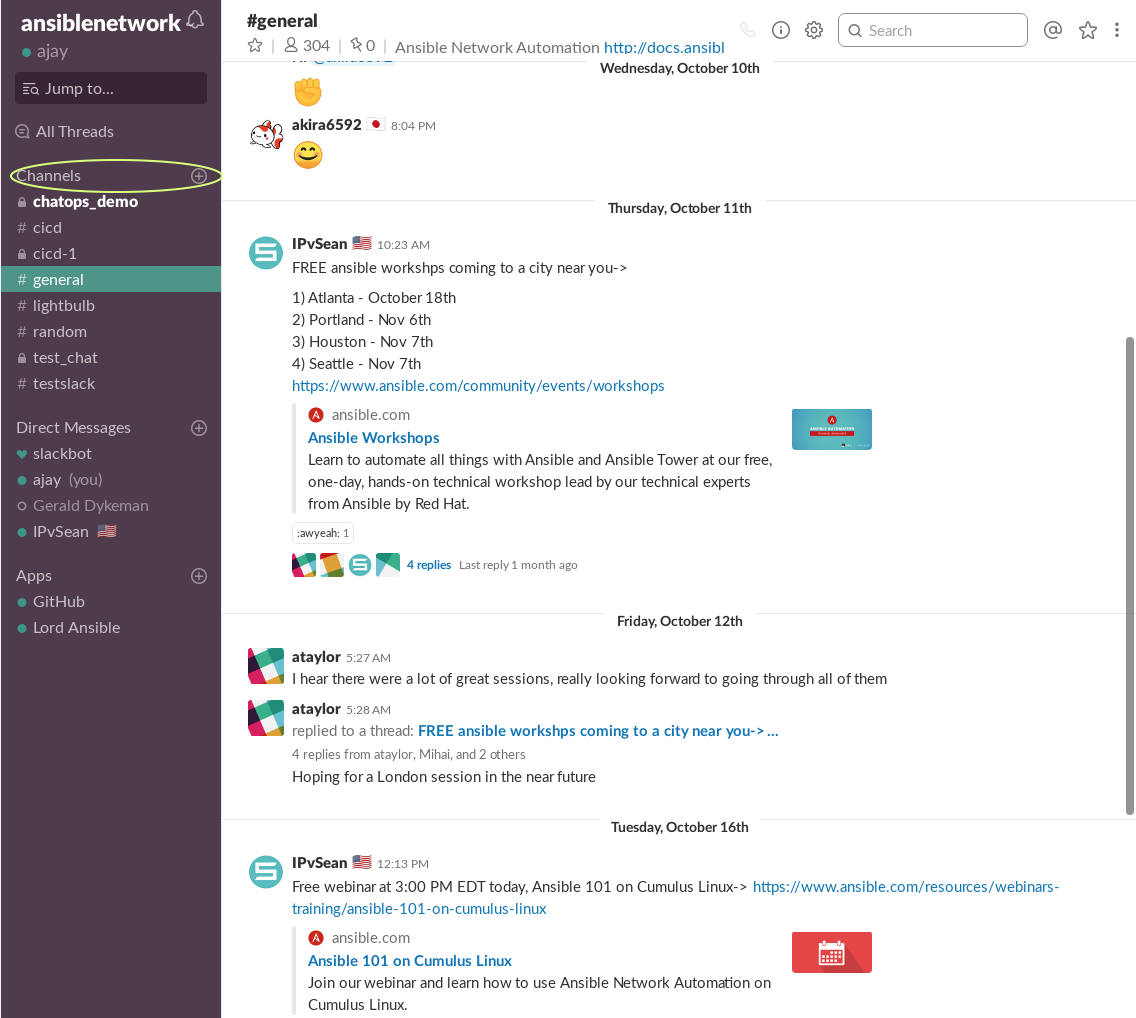 ansiblenetwork
ajay
Jump to...
All Threads
Channels
chatops_demo
# cicd
cicd-1
# general
# lightbulb
# random
test_chat
# testslack
Direct Messages
slackbot
ajay (you)
Gerald Dykeman
IPvSean
Apps
GitHub
Lord Ansible
#general
304 | 0 | Ansible Network Automation http://docs.ansibl
Search
Wednesday, October 10th
akira6592 8:04 PM
Thursday, October 11th
IPvSean 10:23 AM
FREE ansible workshps coming to a city near you->
1) Atlanta - October 18th
2) Portland - Nov 6th
3) Houston - Nov 7th
4) Seattle - Nov 7th
https://www.ansible.com/community/events/workshops
ansible.com
Ansible Workshops
Learn to automate all things with Ansible and Ansible Tower at our free,
one-day, hands-on technical workshop lead by our technical experts
from Ansible by Red Hat.
ANSIBLE AUTOMATION
:awyeah: 1
4 replies Last reply 1 month ago
Friday, October 12th
ataylor 5:27 AM
I hear there were a lot of great sessions, really looking forward to going through all of them
ataylor 5:28 AM
replied to a thread: FREE ansible workshps coming to a city near you-> ...
4 replies from ataylor, Mihai, and 2 others
Hoping for a London session in the near future
Tuesday, October 16th
IPvSean 12:13 PM
Free webinar at 3:00 PM EDT today, Ansible 101 on Cumulus Linux-> https://www.ansible.com/resources/webinars-
training/ansible-101-on-cumulus-linux
ansible.com
Ansible 101 on Cumulus Linux
Join our webinar and learn how to use Ansible Network Automation on
Cumulus Linux.